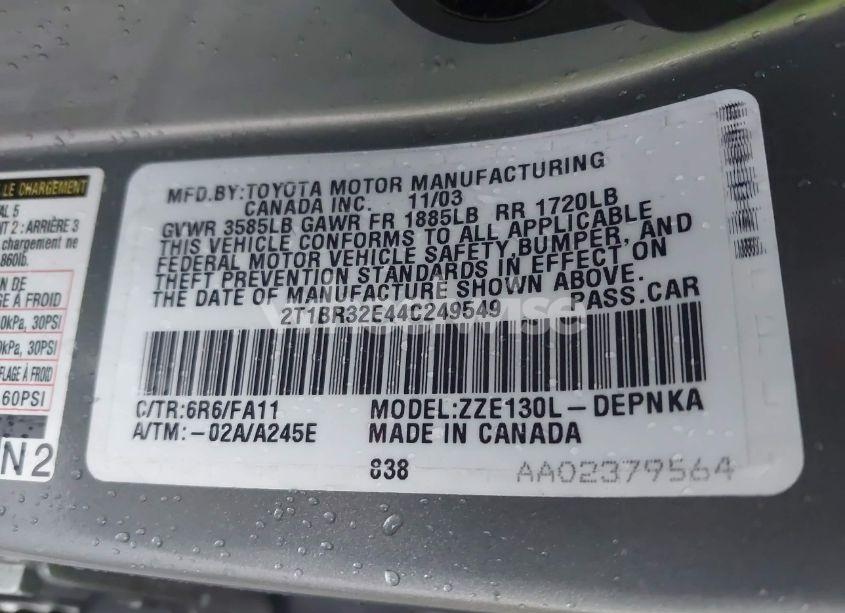 LE CHARGEMENT
AL 5
NT 2 : ARRIÈRE 3
chargement ne
860lb.
ON DE
AGE À FROID
0kPa, 30PSI
0kPa, 30PSI
FLAGE À FROID
60PSI
N2
MFD.BY:TOYOTA MOTOR MANUFACTURING
CANADA INC. 11/03
GVWR 3585LB GAWR FR 1885LB RR 1720LB
THIS VEHICLE CONFORMS TO ALL APPLICABLE
FEDERAL MOTOR VEHICLE SAFETY, BUMPER, AND
THEFT PREVENTION STANDARDS IN EFFECT ON
THE DATE OF MANUFACTURE SHOWN ABOVE.
2T1BR32E44C249549 PASS.CAR
C/TR:6R6/FA11 MODEL:ZZE130L-DEPNKA
A/TM:-02A/A245E MADE IN CANADA
838 AA02379564